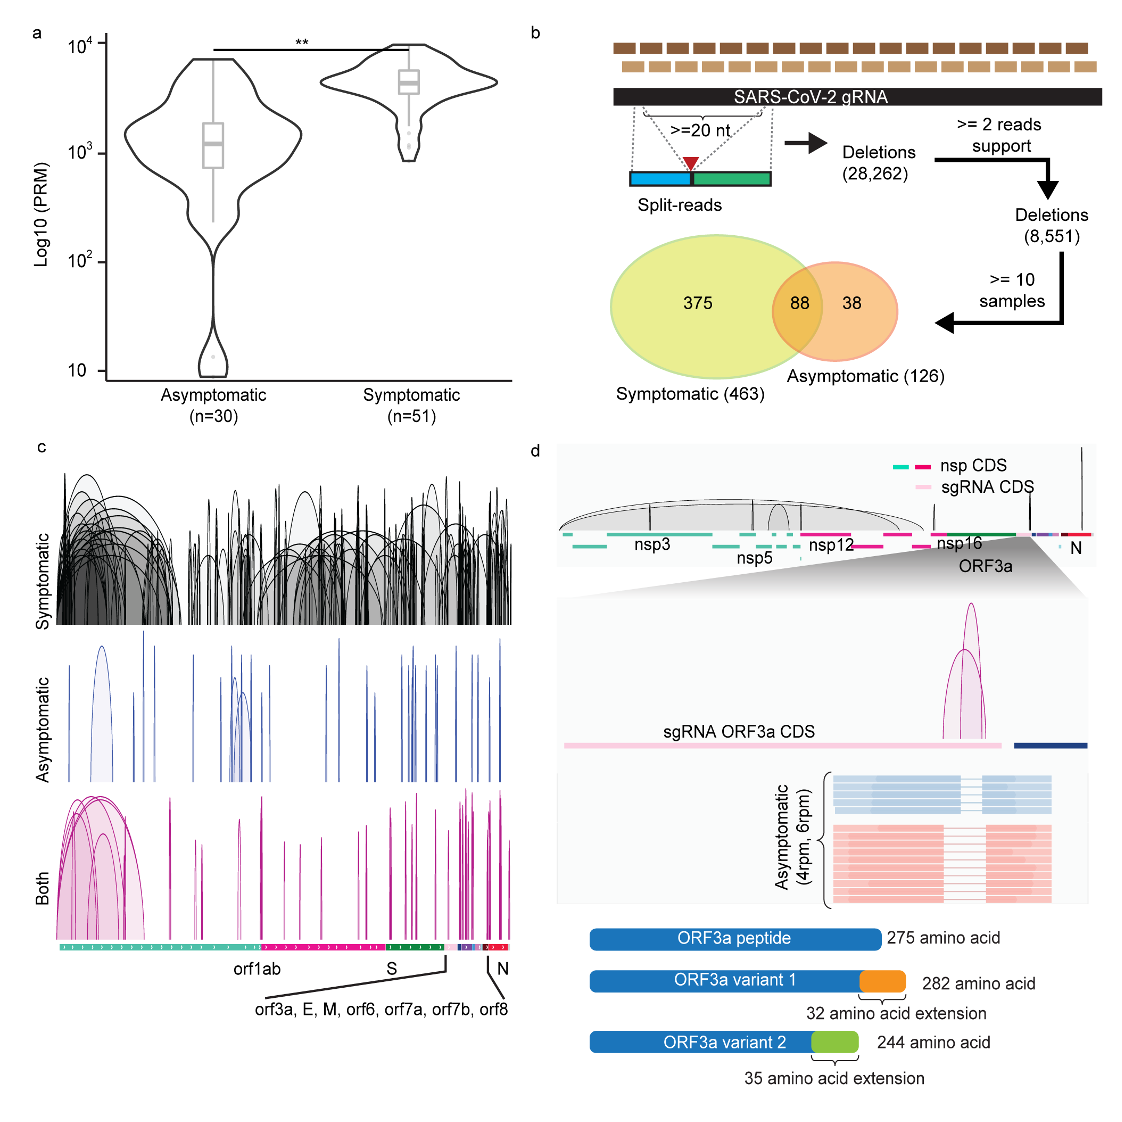 a
10⁴
10³
10²
10
Log10 (PRM)
**
Asymptomatic
(n=30)
Symptomatic
(n=51)
b
SARS-CoV-2 gRNA
>=20 nt
Split-reads
Deletions
(28,262)
>= 2 reads
support
Deletions
(8,551)
>= 10
samples
375
88
38
Symptomatic (463)
Asymptomatic (126)
c
Symptomatic
Asymptomatic
Both
orf1ab
S
N
orf3a, E, M, orf6, orf7a, orf7b, orf8
d
nsp CDS
sgRNA CDS
nsp3
nsp5
nsp12
nsp16
ORF3a
N
sgRNA ORF3a CDS
Asymptomatic
(4rpm, 6rpm)
ORF3a peptide
275 amino acid
ORF3a variant 1
282 amino acid
32 amino acid extension
ORF3a variant 2
244 amino acid
35 amino acid extension